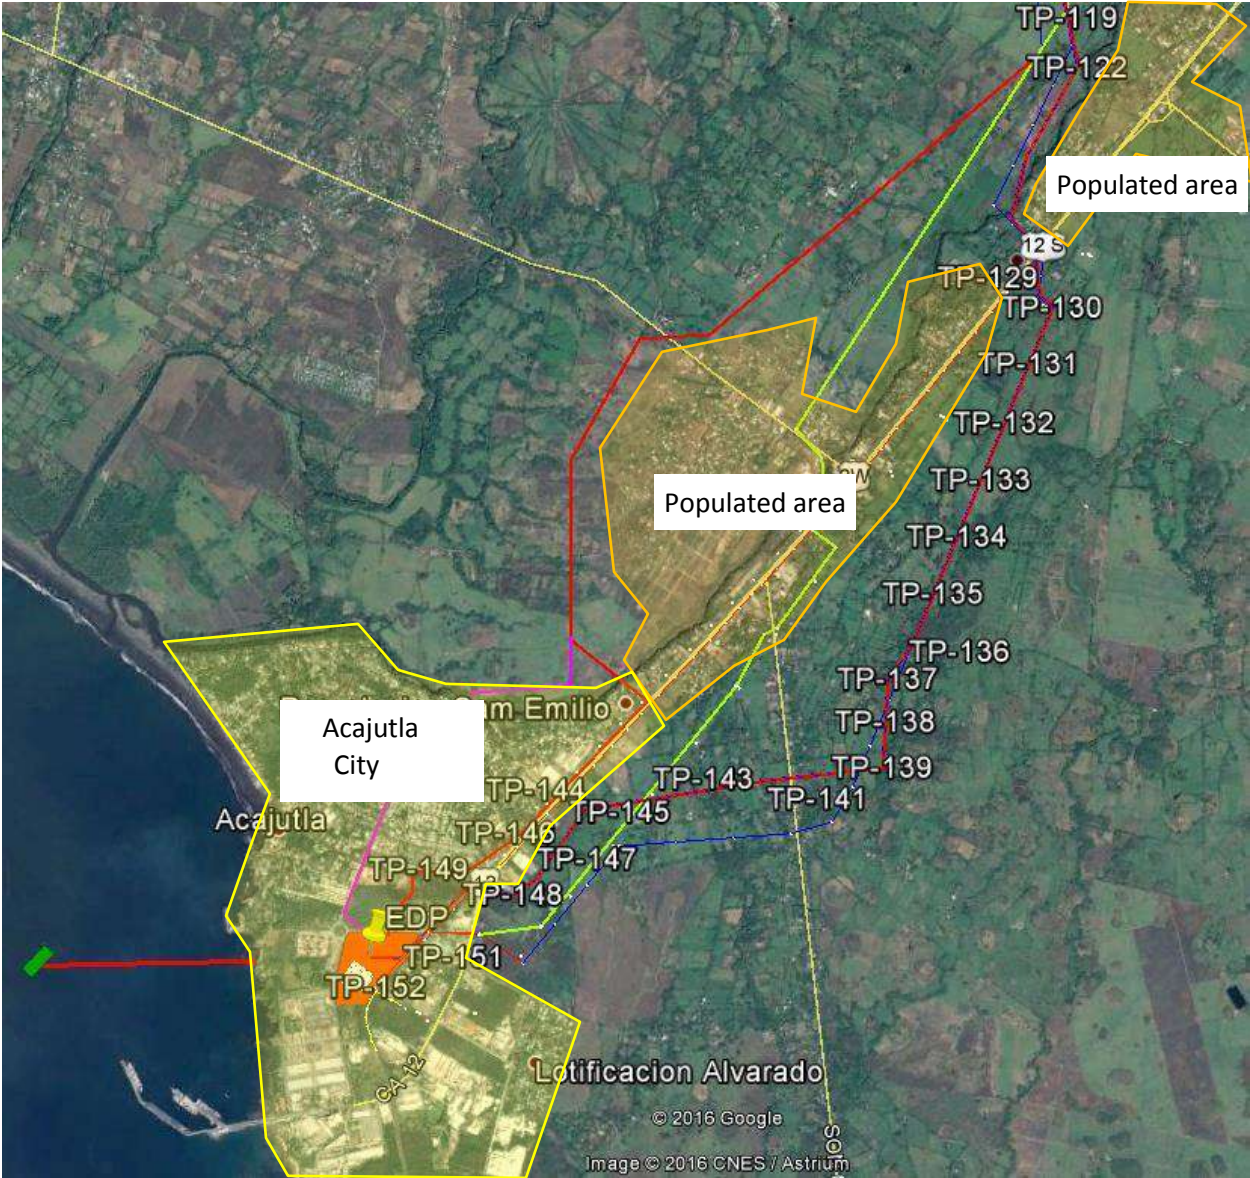 TP-119
TP-122
Populated area
12 S
TP-129
TP-130
TP-131
TP-132
TP-133
Populated area
TP-134
TP-135
TP-136
TP-137
Emilio
TP-138
Acajutla
City
TP-139
TP-143
TP-144
TP-141
TP-145
Acajutla
TP-146
TP-147
TP-149
TP-148
EDP
TP-151
TP-152
CA-12
Lotificacion Alvarado
© 2016 Google
Image © 2016 CNES / Astrium